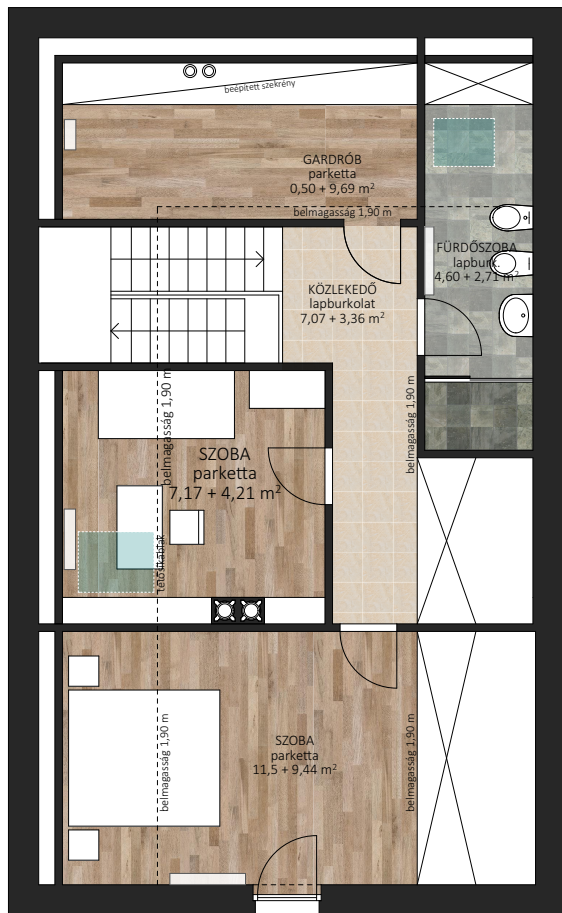 beépített szekrény
GARDRÓB
parketta
0,50 + 9,69 m²
belmagasság 1,90 m
FÜRDŐSZOBA
lapburk.
4,60 + 2,71 m²
KÖZLEKEDŐ
lapburkolat
7,07 + 3,36 m²
belmagasság 1,90 m
belmagasság 1,90 m
SZOBA
parketta
7,17 + 4,21 m²
tetősíkablak
belmagasság 1,90 m
SZOBA
parketta
11,5 + 9,44 m²
belmagasság 1,90 m